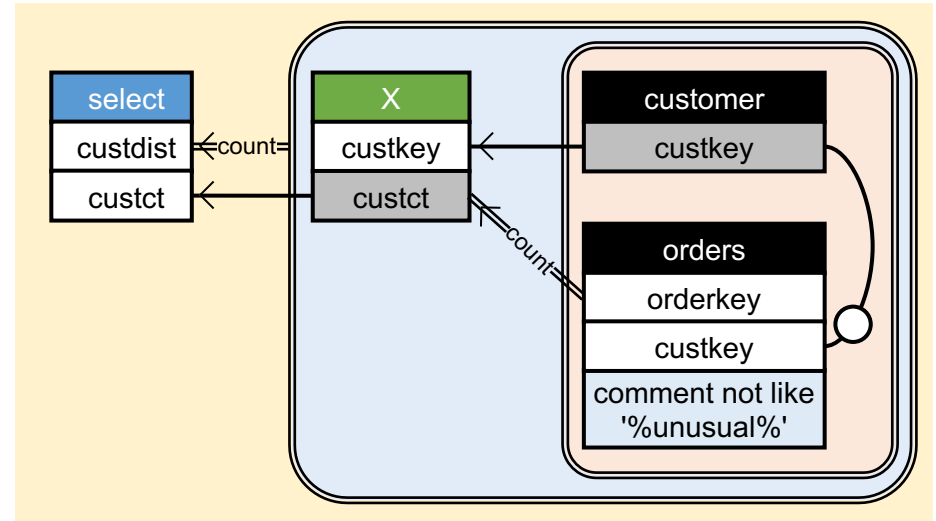 select
custdist
custct
count
X
custkey
custct
count
customer
custkey
orders
orderkey
custkey
comment not like
'%unusual%'